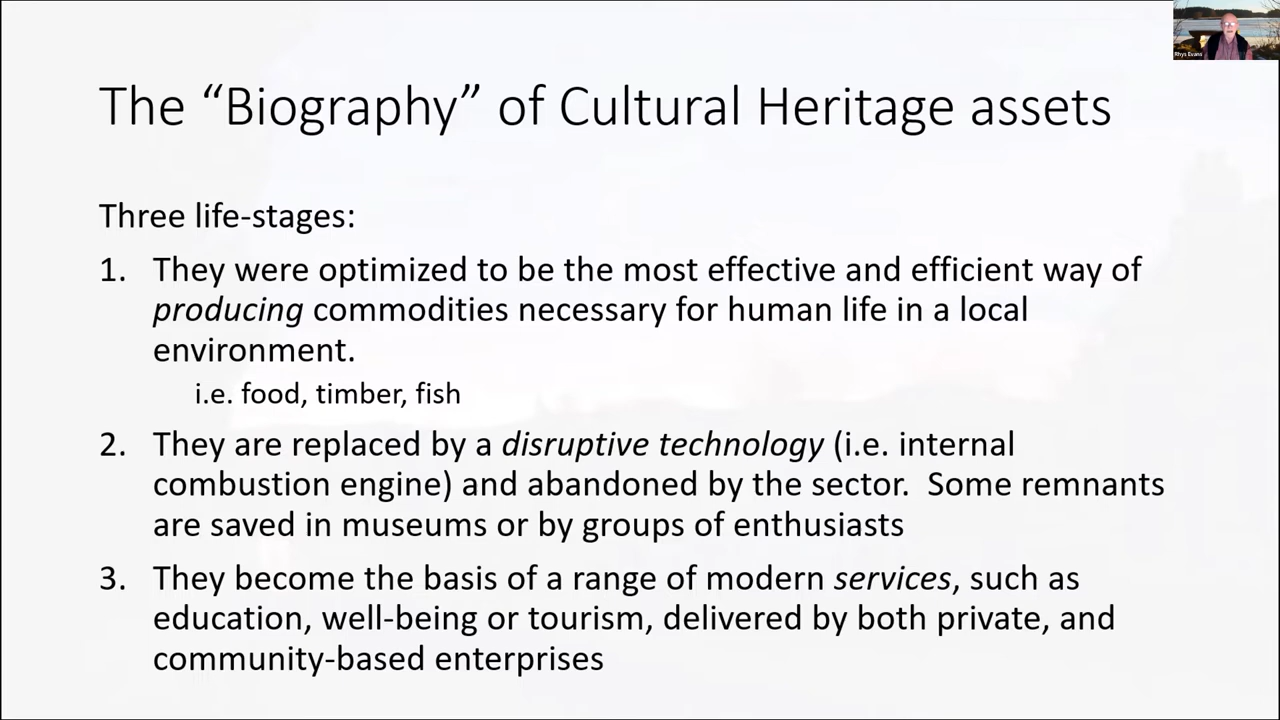 Rhys Evans
The “Biography” of Cultural Heritage assets
Three life-stages:
1. They were optimized to be the most effective and efficient way of
producing commodities necessary for human life in a local
environment.
i.e. food, timber, fish
2. They are replaced by a disruptive technology (i.e. internal
combustion engine) and abandoned by the sector.  Some remnants
are saved in museums or by groups of enthusiasts
3. They become the basis of a range of modern services, such as
education, well-being or tourism, delivered by both private, and
community-based enterprises